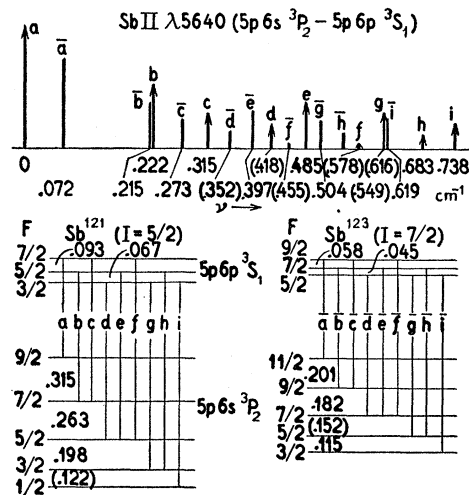 Sb II λ5640 (5p6s ³P₂ – 5p6p ³S₁)
a ā b̄ b c̄ c d̄ ē d f̄ e ḡ h̄ f g ī h i
0 .222 .315 (.418) .485 (.578) (.616) .683 .738
.072 .215 .273 (.352) .397 (.455) .504 (.549) .619 cm⁻¹
ν →
F Sb¹²¹ (I = 5/2)
7/2 .093 .067
5/2 5p6p ³S₁
3/2
a b c d e f g h i
9/2
.315
7/2 5p6s ³P₂
.263
5/2
.198
3/2
(.122)
1/2
F Sb¹²³ (I = 7/2)
9/2 .058 .045
7/2
5/2
ā b̄ c̄ d̄ ē f̄ ḡ h̄ ī
11/2
.201
9/2
.182
7/2
(.152)
5/2
.115
3/2